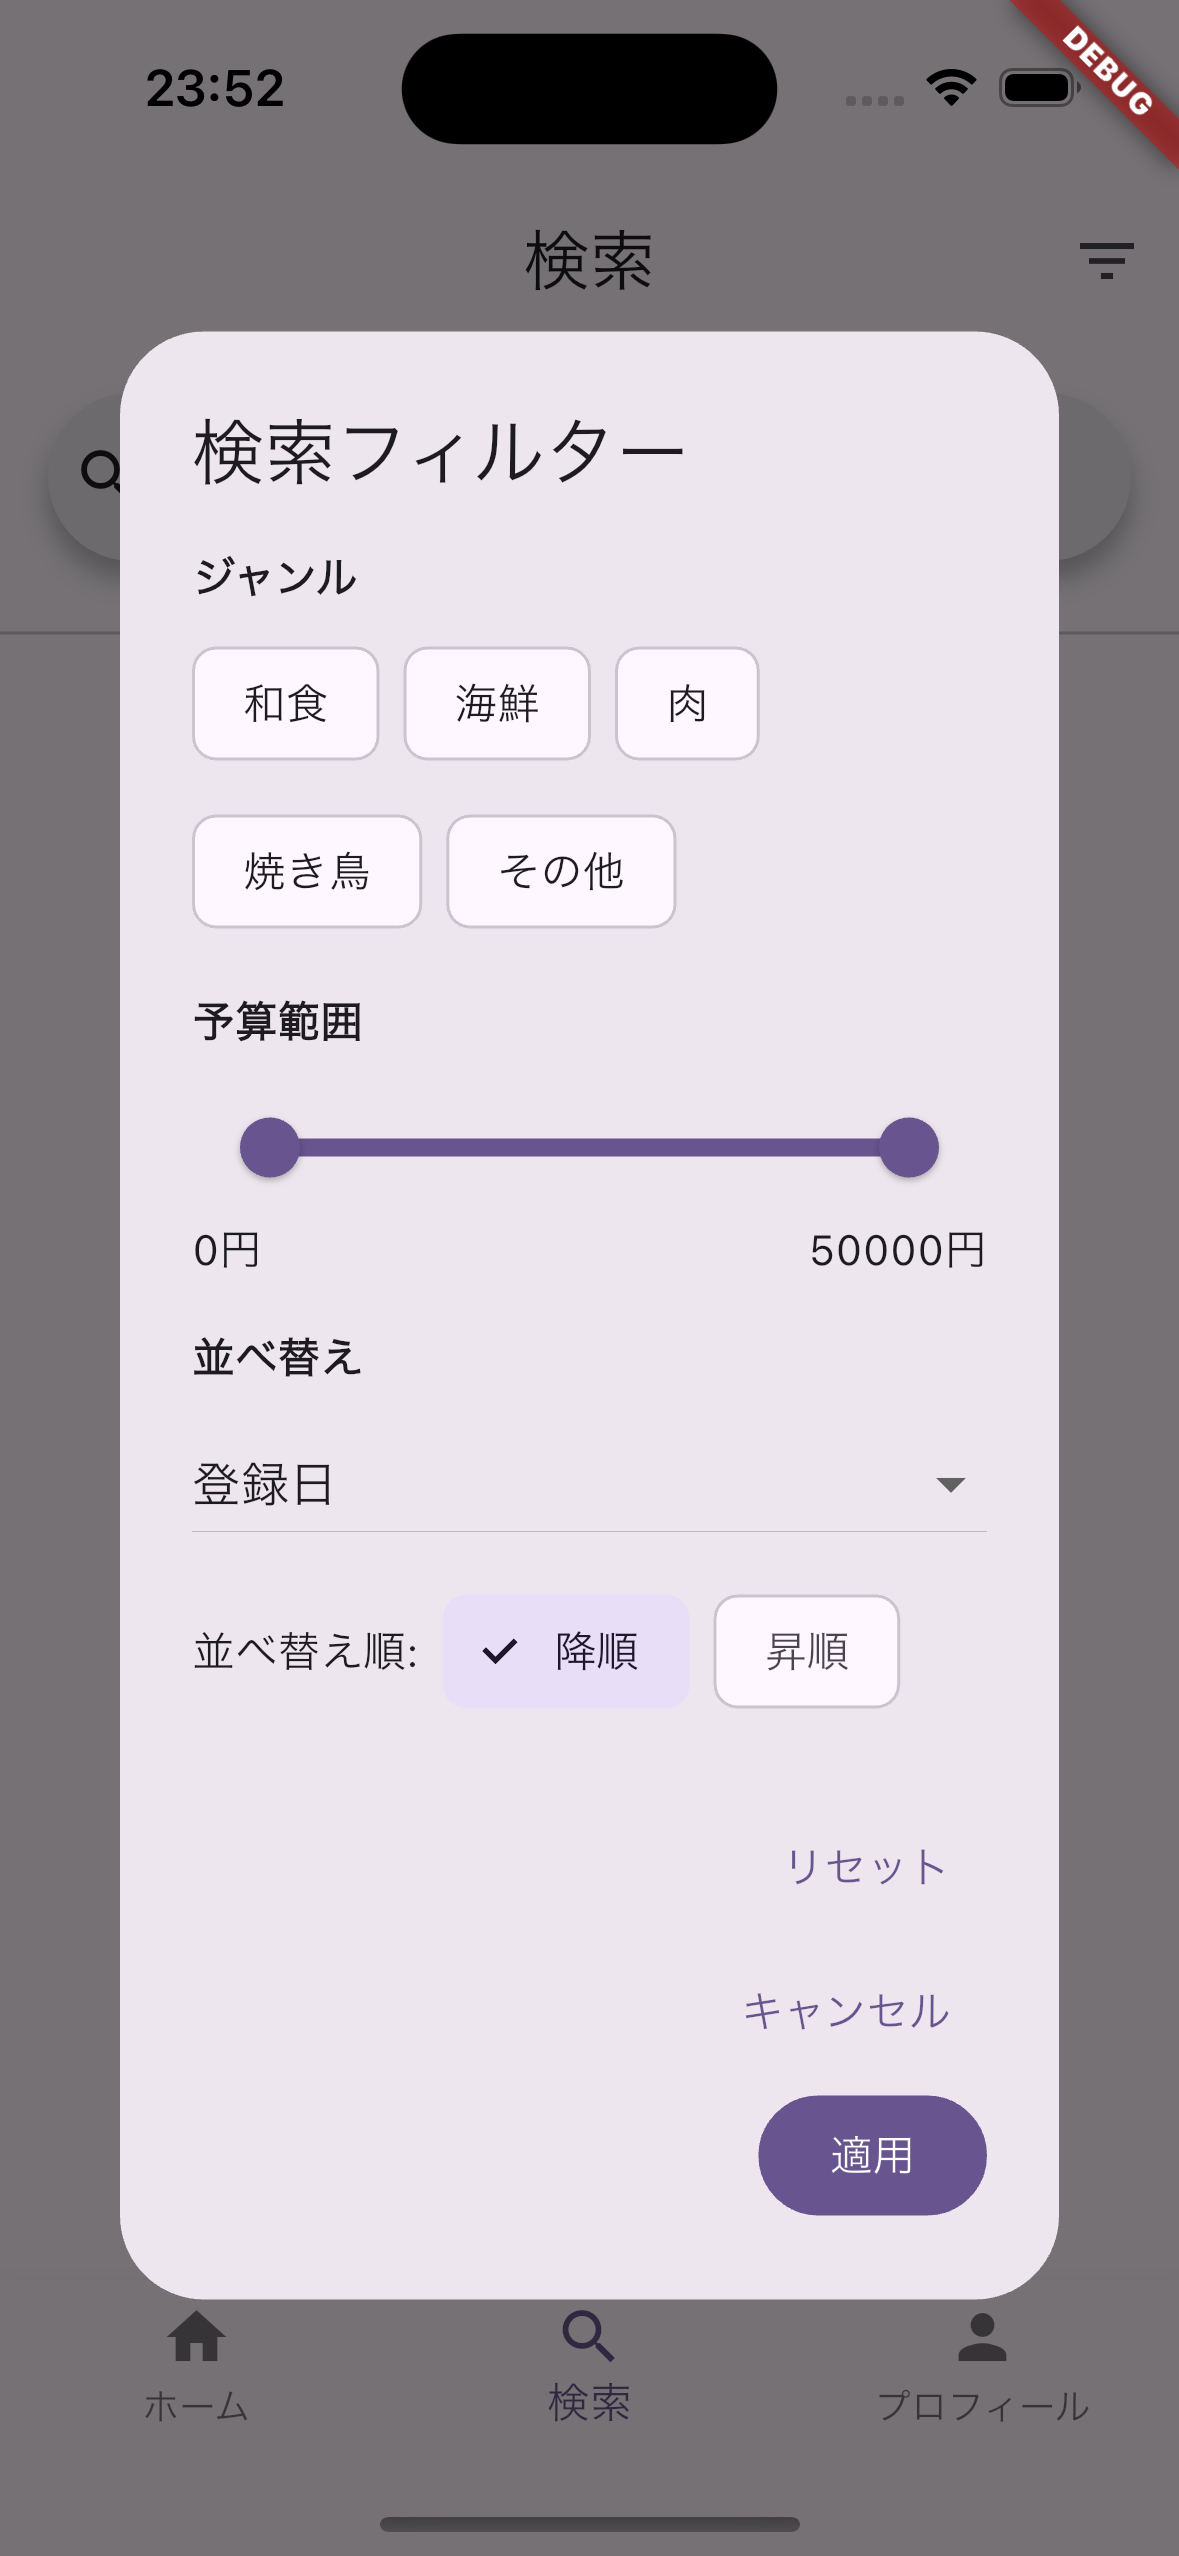 23:52
DEBUG
検索
検索フィルター
ジャンル
和食 海鮮 肉
焼き鳥 その他
予算範囲
0円 50000円
並べ替え
登録日
並べ替え順: 降順 昇順
リセット
キャンセル
適用
ホーム 検索 プロフィール